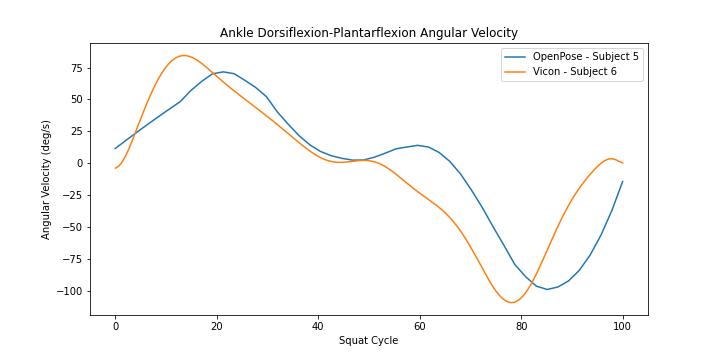 Ankle Dorsiflexion-Plantarflexion Angular Velocity
OpenPose - Subject 5
Vicon - Subject 6
Angular Velocity (deg/s)
75
50
25
0
−25
−50
−75
−100
0 20 40 60 80 100
Squat Cycle